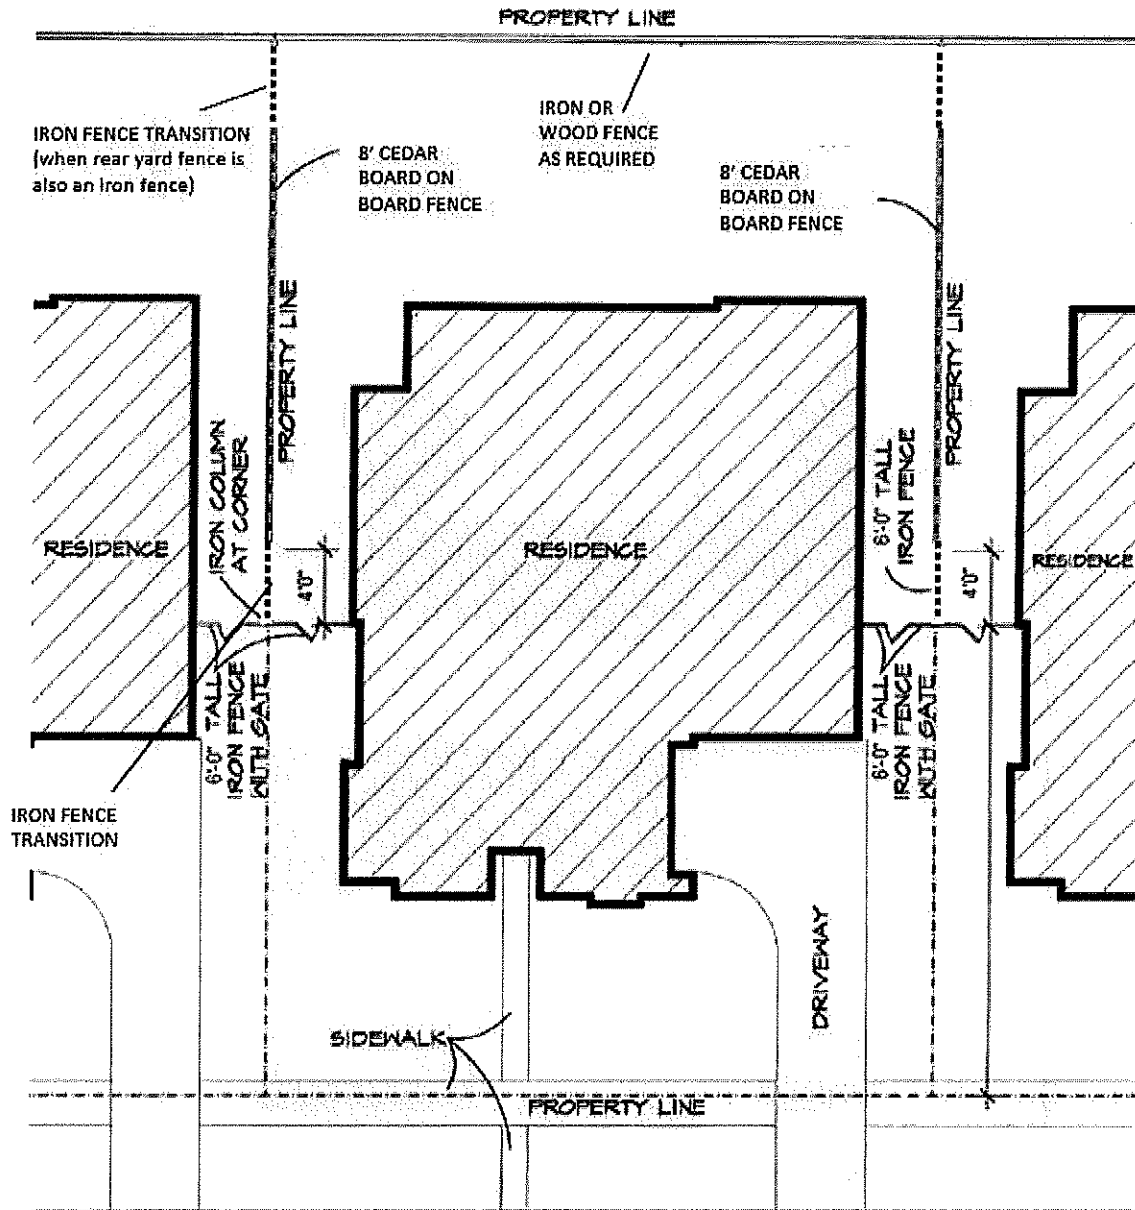 PROPERTY LINE
IRON FENCE TRANSITION
(when rear yard fence is
also an Iron fence)
8' CEDAR
BOARD ON
BOARD FENCE
IRON OR
WOOD FENCE
AS REQUIRED
8' CEDAR
BOARD ON
BOARD FENCE
PROPERTY LINE
PROPERTY LINE
IRON COLUMN
AT CORNER
6'-0" TALL
IRON FENCE
RESIDENCE
4'0"
RESIDENCE
4'0"
RESIDENCE
6'-0" TALL
IRON FENCE
WITH GATE
6'-0" TALL
IRON FENCE
WITH GATE
IRON FENCE
TRANSITION
DRIVEWAY
SIDEWALK
PROPERTY LINE